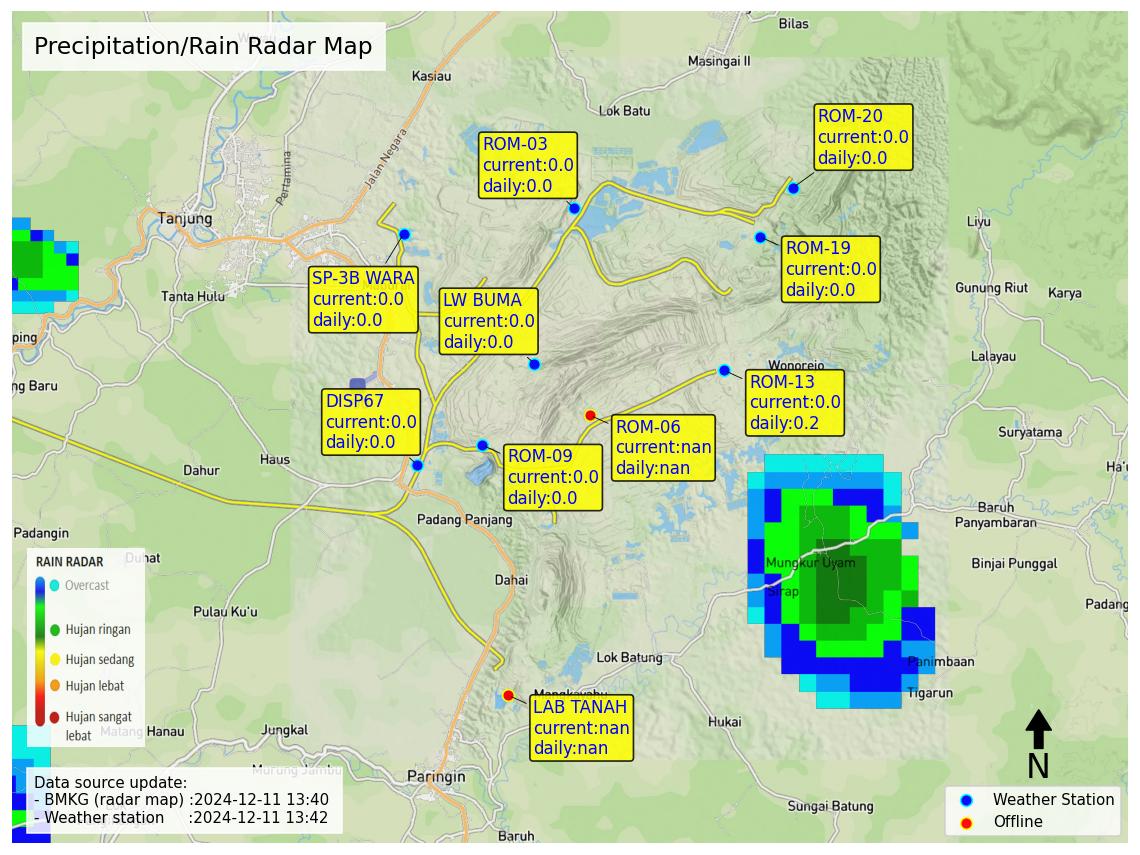 Precipitation/Rain Radar Map
Bilas
Masingai II
Kasiau
Lok Batu
Jalan Negara
Pertamina
Tanjung
Tanta Hulu
ROM-03
current:0.0
daily:0.0
ROM-20
current:0.0
daily:0.0
ROM-19
current:0.0
daily:0.0
SP-3B WARA
current:0.0
daily:0.0
LW BUMA
current:0.0
daily:0.0
Liyu
Gunung Riut
Karya
Lalayau
ping
ng Baru
Wonorejo
ROM-13
current:0.0
daily:0.2
DISP67
current:0.0
daily:0.0
ROM-06
current:nan
daily:nan
ROM-09
current:0.0
daily:0.0
Suryatama
Ha'u
Haus
Dahur
Padang Panjang
Baruh
Panyambaran
Padangin
Duhat
Binjai Punggal
Mungkur Uyam
Sirap
Dahai
Padang
Pulau Ku'u
RAIN RADAR
Overcast
Hujan ringan
Hujan sedang
Hujan lebat
Hujan sangat
lebat
Lok Batung
Panimbaan
Tigarun
Mangkayahu
LAB TANAH
current:nan
daily:nan
Hukai
Matang Hanau
Jungkal
Murung Jambu
Paringin
Sungai Batung
Baruh
Data source update:
- BMKG (radar map) :2024-12-11 13:40
- Weather station :2024-12-11 13:42
N
Weather Station
Offline